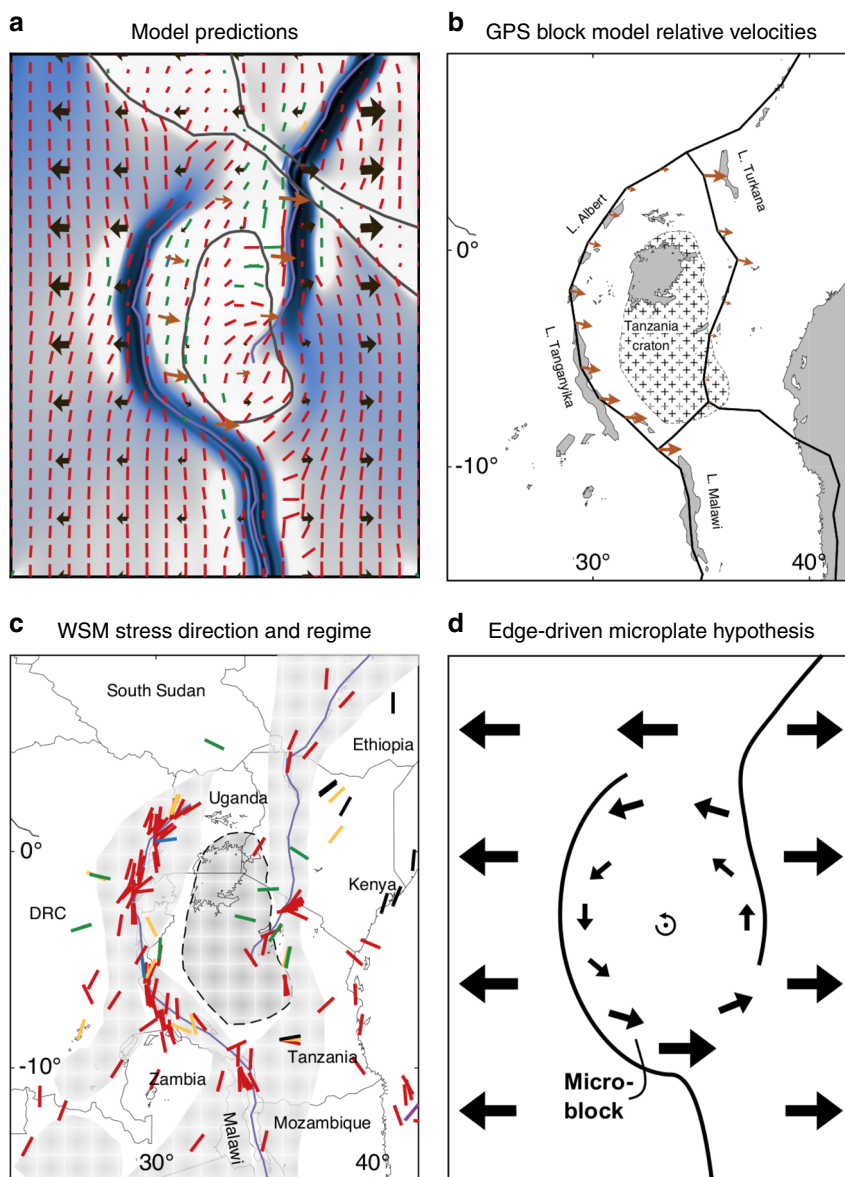 a
Model predictions
b
GPS block model relative velocities
L. Turkana
L. Albert
0°
Tanzania
craton
L. Tanganyika
-10°
L. Malawi
30°
40°
c
WSM stress direction and regime
South Sudan
Ethiopia
Uganda
0°
Kenya
DRC
-10°
Tanzania
Zambia
Mozambique
Malawi
30°
40°
d
Edge-driven microplate hypothesis
Micro-
block